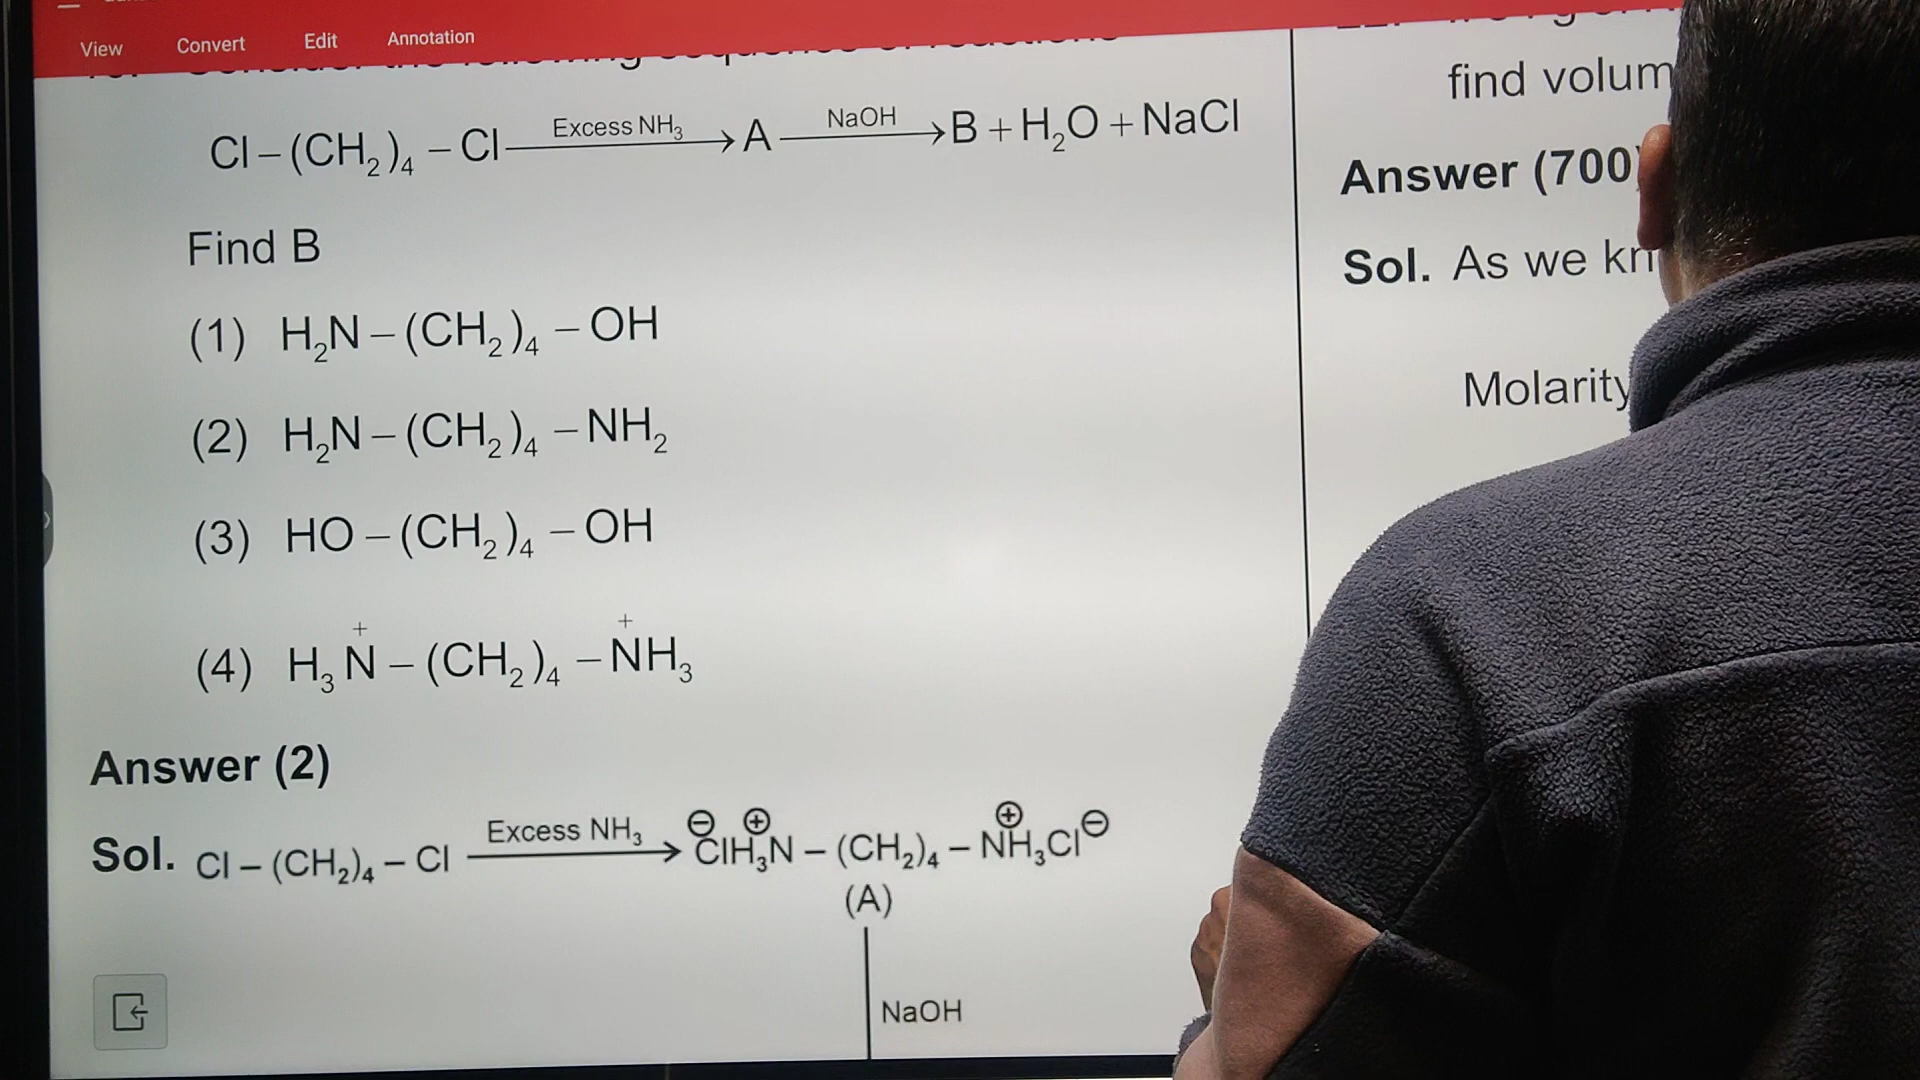 View Convert Edit Annotation
Cl–(CH₂)₄–Cl —Excess NH₃→ A —NaOH→ B + H₂O + NaCl
Find B
(1) H₂N–(CH₂)₄–OH
(2) H₂N–(CH₂)₄–NH₂
(3) HO–(CH₂)₄–OH
(4) H₃N⁺–(CH₂)₄–N⁺H₃
Answer (2)
Sol. Cl–(CH₂)₄–Cl —Excess NH₃→ ⊖ClH₃N⊕–(CH₂)₄–N⊕H₃Cl⊖
(A)
NaOH
find volum
Answer (700)
Sol. As we kn
Molarity